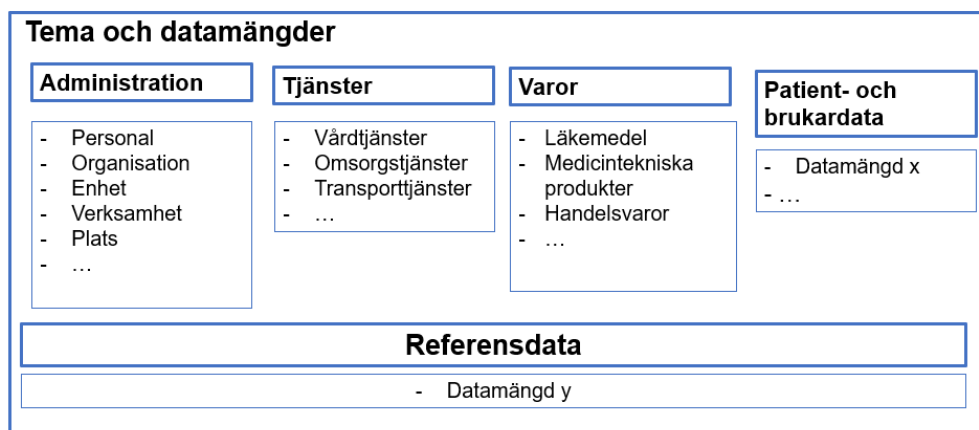 Tema och datamängder
Administration
- Personal
- Organisation
- Enhet
- Verksamhet
- Plats
- …
Tjänster
- Vårdtjänster
- Omsorgstjänster
- Transporttjänster
- …
Varor
- Läkemedel
- Medicintekniska
produkter
- Handelsvaror
- …
Patient- och
brukardata
- Datamängd x
- …
Referensdata
- Datamängd y